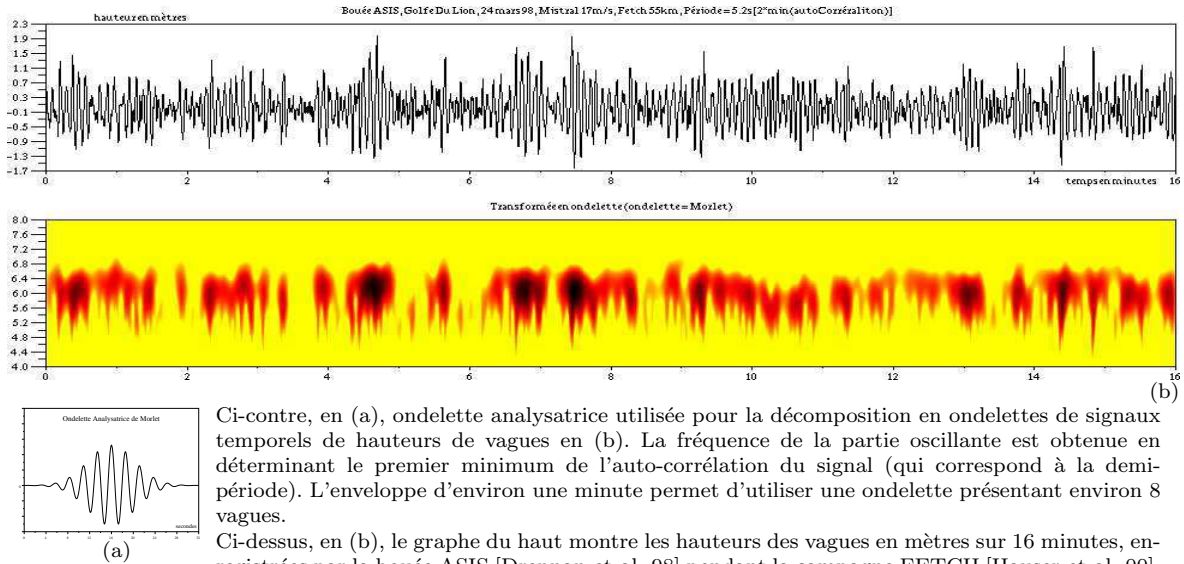 Bouée ASIS, Golfe Du Lion, 24 mars 98, Mistral 17m/s, Fetch 55km, Période=5.2s[2*min(autoCorréraliton)]
hauteur en mètres
2.3
1.9
1.5
1.1
0.7
0.3
-0.1
-0.5
-0.9
-1.3
-1.7
0 2 4 6 8 10 12 14 16
temps en minutes
Transformée en ondelette (ondelette = Morlet)
8.0
7.6
7.2
6.8
6.4
6.0
5.6
5.2
4.8
4.4
4.0
0 2 4 6 8 10 12 14 16
(b)
Ondelette Analysatrice de Morlet
secondes
(a)
Ci-contre, en (a), ondelette analysatrice utilisée pour la décomposition en ondelettes de signaux
temporels de hauteurs de vagues en (b). La fréquence de la partie oscillante est obtenue en
déterminant le premier minimum de l'auto-corrélation du signal (qui correspond à la demi-
période). L'enveloppe d'environ une minute permet d'utiliser une ondelette présentant environ 8
vagues.
Ci-dessus, en (b), le graphe du haut montre les hauteurs des vagues en mètres sur 16 minutes, en-